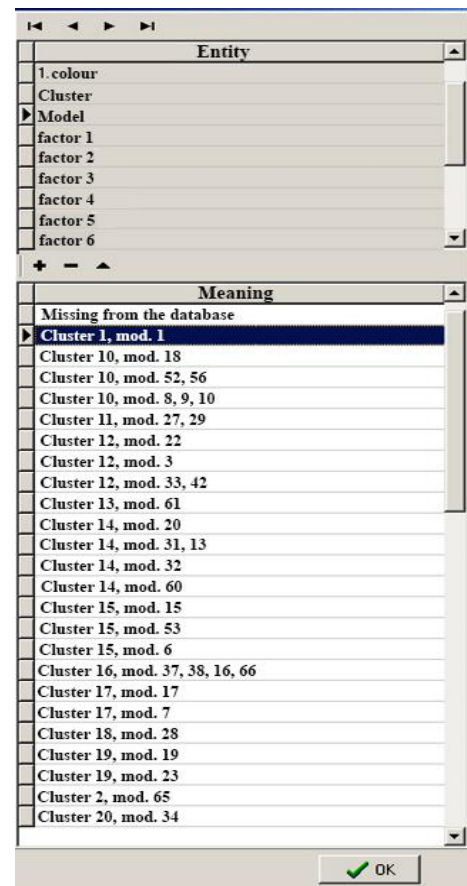 Entity
1.colour
Cluster
Model
factor 1
factor 2
factor 3
factor 4
factor 5
factor 6
Meaning
Missing from the database
Cluster 1, mod. 1
Cluster 10, mod. 18
Cluster 10, mod. 52, 56
Cluster 10, mod. 8, 9, 10
Cluster 11, mod. 27, 29
Cluster 12, mod. 22
Cluster 12, mod. 3
Cluster 12, mod. 33, 42
Cluster 13, mod. 61
Cluster 14, mod. 20
Cluster 14, mod. 31, 13
Cluster 14, mod. 32
Cluster 14, mod. 60
Cluster 15, mod. 15
Cluster 15, mod. 53
Cluster 15, mod. 6
Cluster 16, mod. 37, 38, 16, 66
Cluster 17, mod. 17
Cluster 17, mod. 7
Cluster 18, mod. 28
Cluster 19, mod. 19
Cluster 19, mod. 23
Cluster 2, mod. 65
Cluster 20, mod. 34
OK